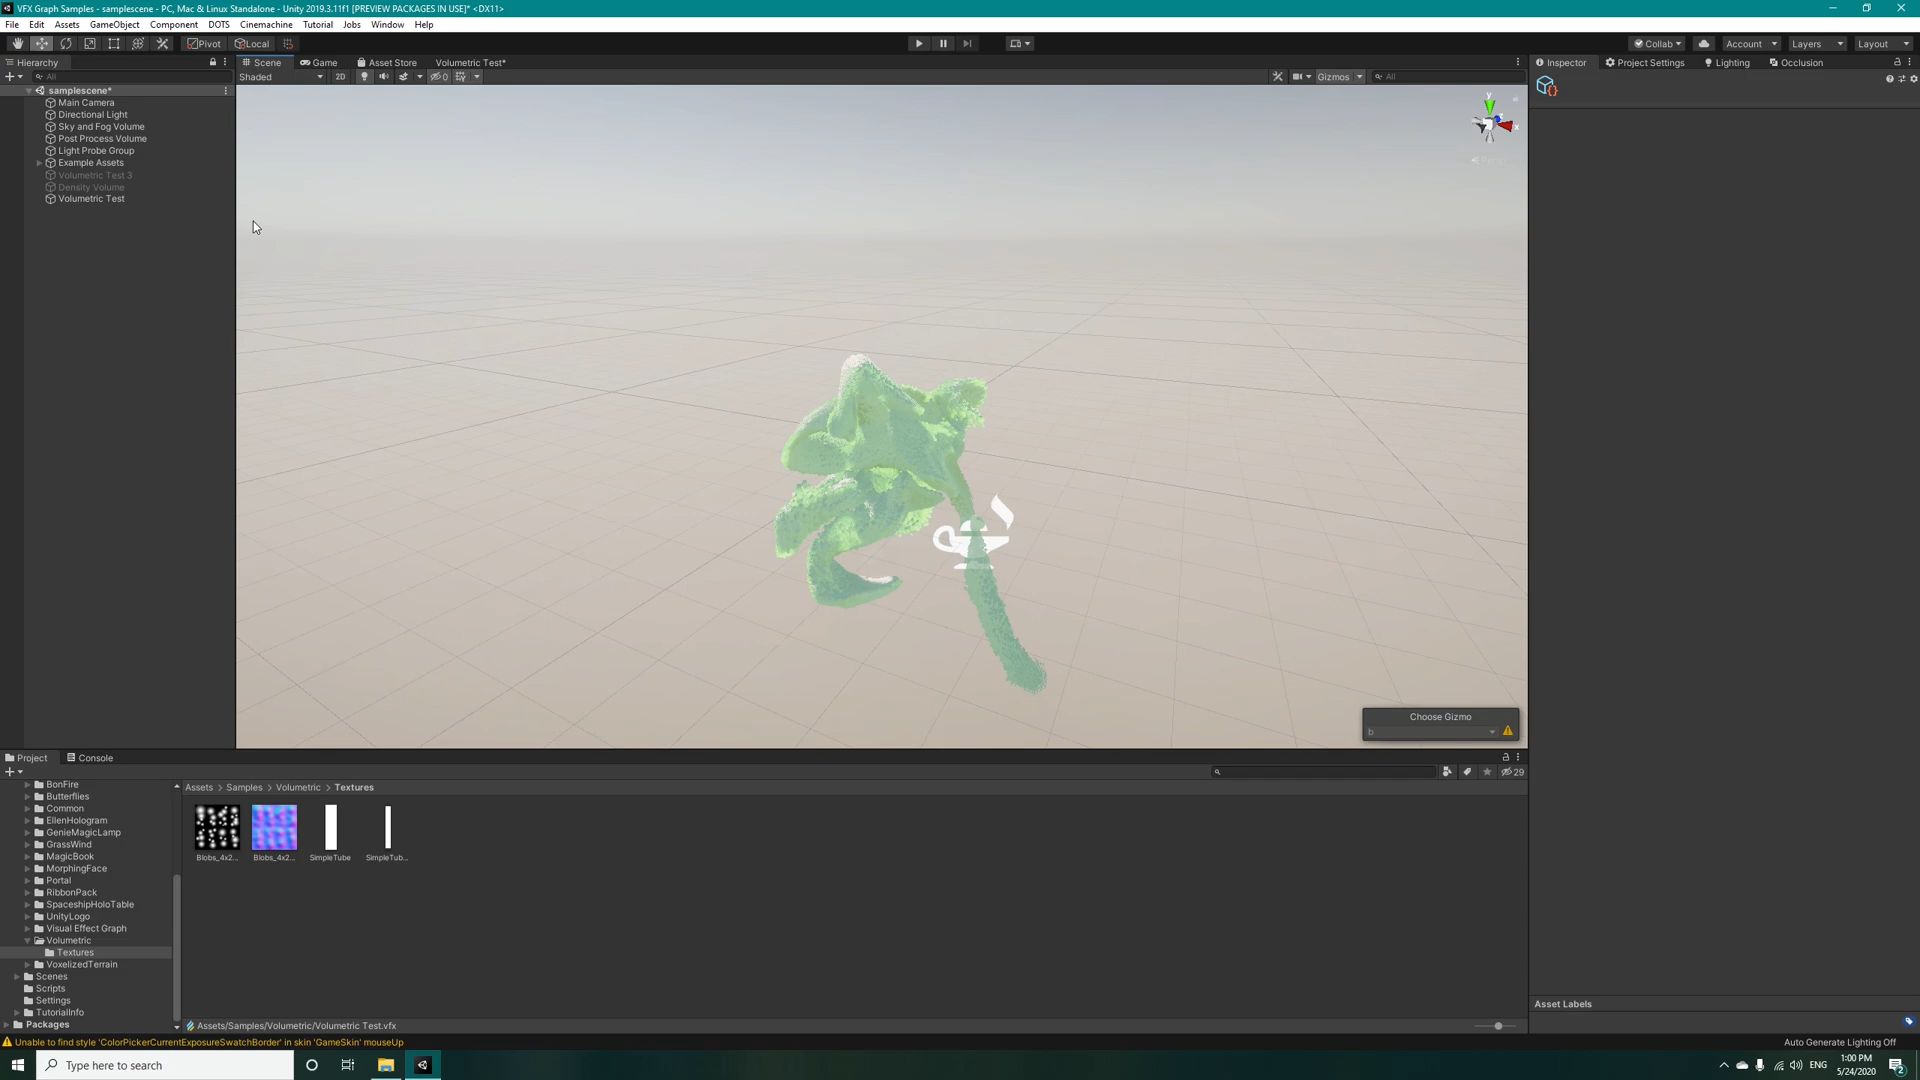 VFX Graph Samples - samplescene - PC, Mac & Linux Standalone - Unity 2019.3.11f1 [PREVIEW PACKAGES IN USE]* <DX11>
File Edit Assets GameObject Component DOTS Cinemachine Tutorial Jobs Window Help
Pivot Local Collab Account Layers Layout
Hierarchy Scene Game Asset Store Volumetric Test* Inspector Project Settings Lighting Occlusion
All Shaded 2D 0 Gizmos All
samplescene*
Main Camera
Directional Light
Sky and Fog Volume
Post Process Volume
Light Probe Group
Example Assets
Volumetric Test 3
Density Volume
Volumetric Test
y
x
Persp
Choose Gizmo
b
Project Console
29
Assets > Samples > Volumetric > Textures
BonFire
Butterflies
Common
EllenHologram
GenieMagicLamp
GrassWind
MagicBook
MorphingFace
Portal
RibbonPack
SpaceshipHoloTable
UnityLogo
Visual Effect Graph
Volumetric
Textures
VoxelizedTerrain
Scenes
Scripts
Settings
TutorialInfo
Packages
Blobs_4x2... Blobs_4x2... SimpleTube SimpleTub...
Assets/Samples/Volumetric/Volumetric Test.vfx
Asset Labels
Unable to find style 'ColorPickerCurrentExposureSwatchBorder' in skin 'GameSkin' mouseUp
Auto Generate Lighting Off
Type here to search
ENG
1:00 PM
5/24/2020
2